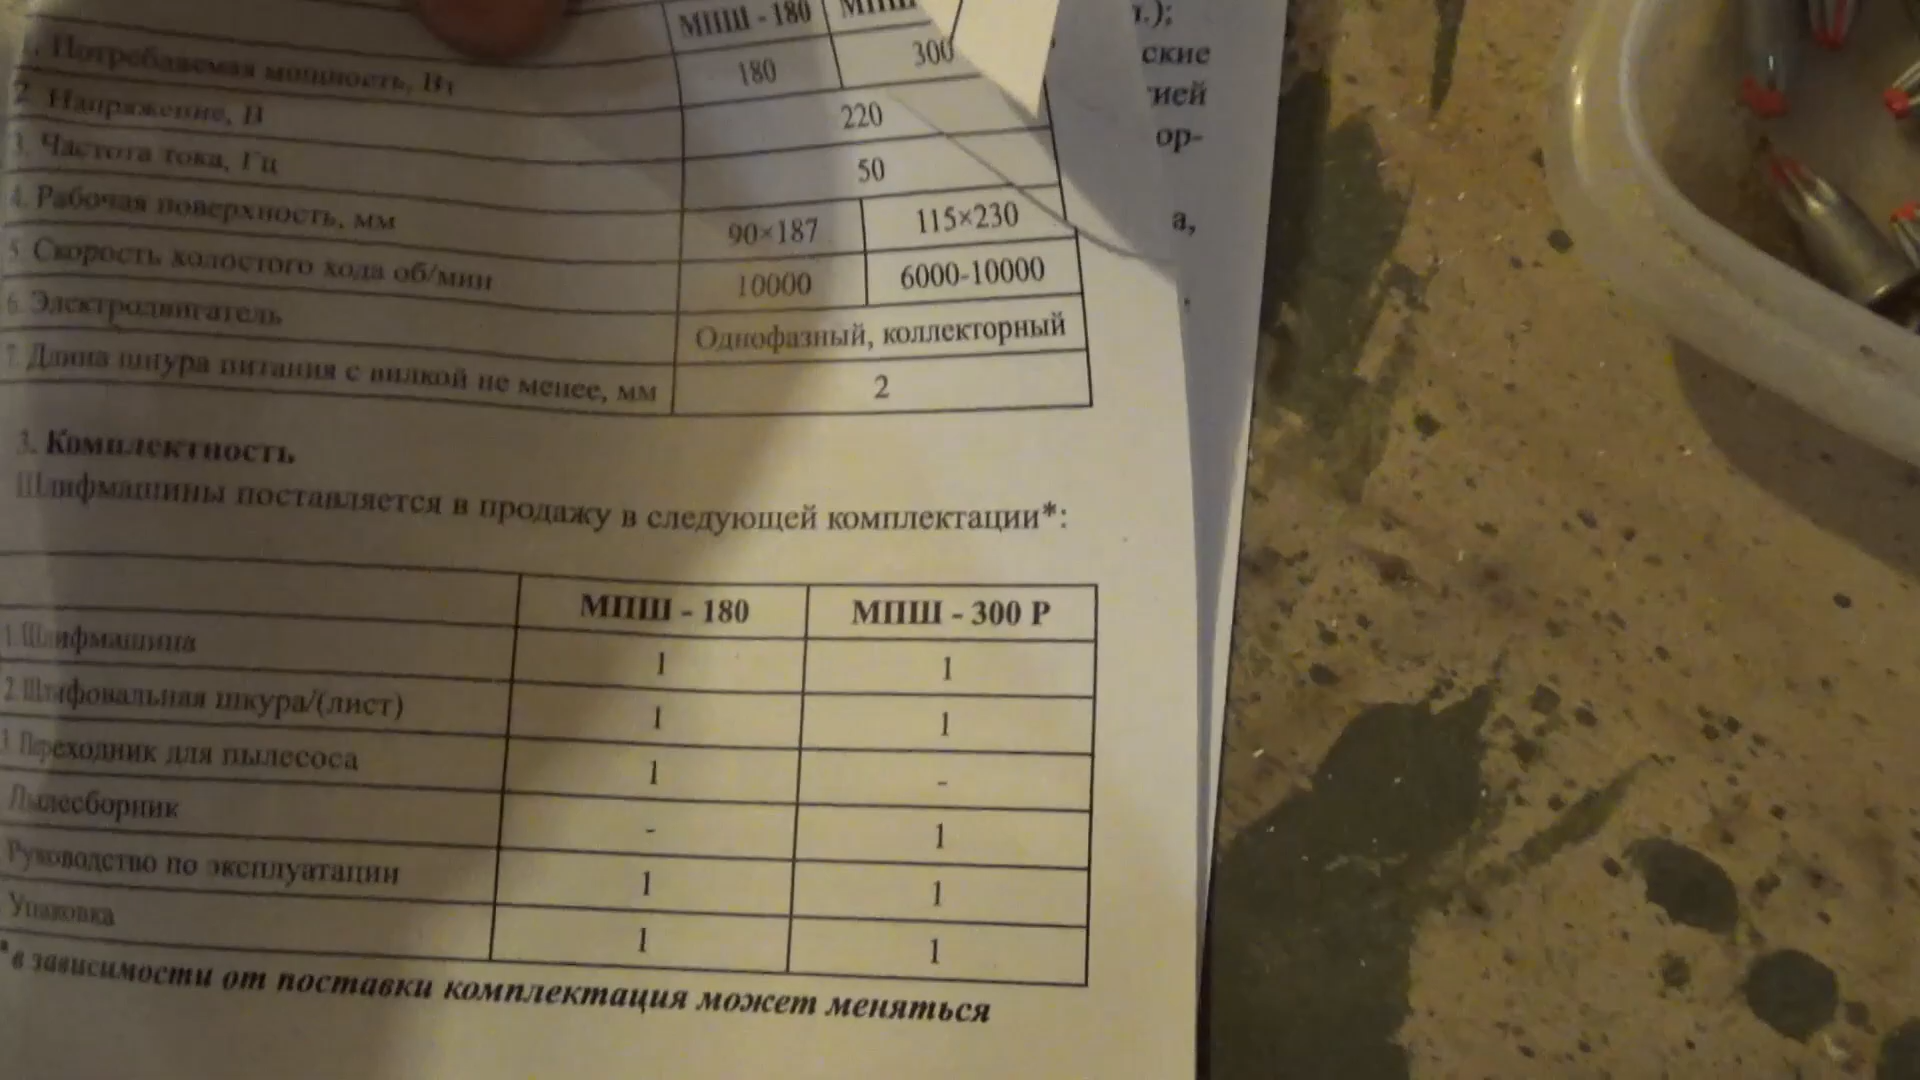 МПШ - 180
1. Потребляемая мощность, Вт 180 300
2. Напряжение, В 220
3. Частота тока, Гц 50
4. Рабочая поверхность, мм 90×187 115×230
5. Скорость холостого хода об/мин 10000 6000-10000
6. Электродвигатель Однофазный, коллекторный
7. Длина шнура питания с вилкой не менее, мм 2
3. Комплектность
Шлифмашины поставляется в продажу в следующей комплектации*:
МПШ - 180 МПШ - 300 Р
1. Шлифмашина 1 1
2. Шлифовальная шкура/(лист) 1 1
3. Переходник для пылесоса 1 -
Пылесборник - 1
Руководство по эксплуатации 1 1
Упаковка 1 1
*в зависимости от поставки комплектация может меняться
т.);
ские
ор-
а,